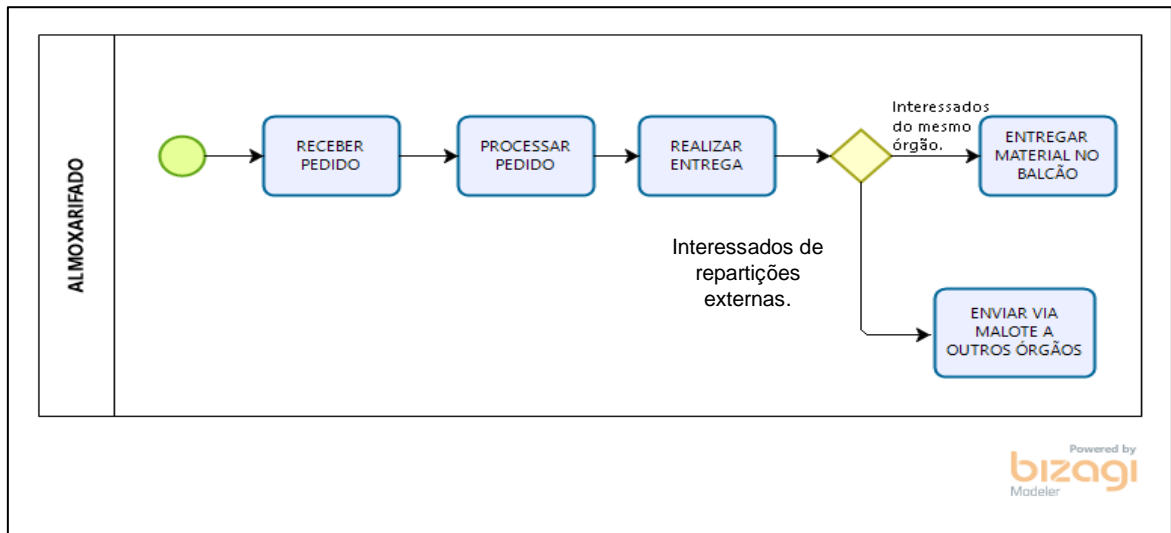 ALMOXARIFADO
RECEBER
PEDIDO
PROCESSAR
PEDIDO
REALIZAR
ENTREGA
Interessados
do mesmo
órgão.
ENTREGAR
MATERIAL NO
BALCÃO
Interessados de
repartições
externas.
ENVIAR VIA
MALOTE A
OUTROS ÓRGÃOS
Powered by
bizagi
Modeler